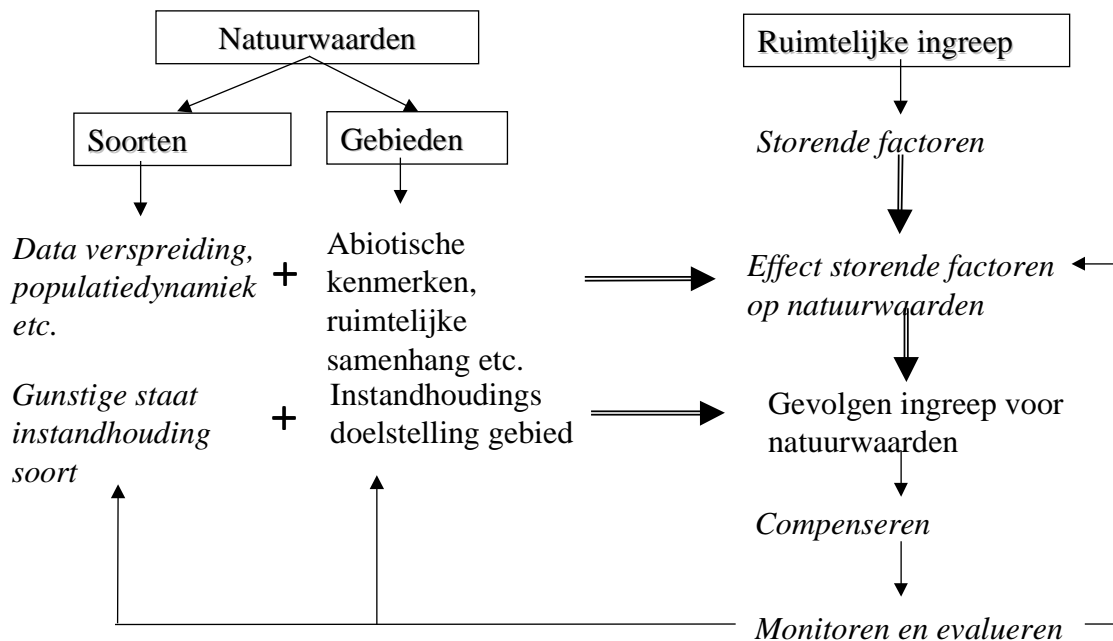 Natuurwaarden
Ruimtelijke ingreep
Soorten
Gebieden
Storende factoren
Data verspreiding,
populatiedynamiek
etc.
+
Abiotische
kenmerken,
ruimtelijke
samenhang etc.
Effect storende factoren
op natuurwaarden
Gunstige staat
instandhouding
soort
+
Instandhoudings
doelstelling gebied
Gevolgen ingreep voor
natuurwaarden
Compenseren
Monitoren en evalueren